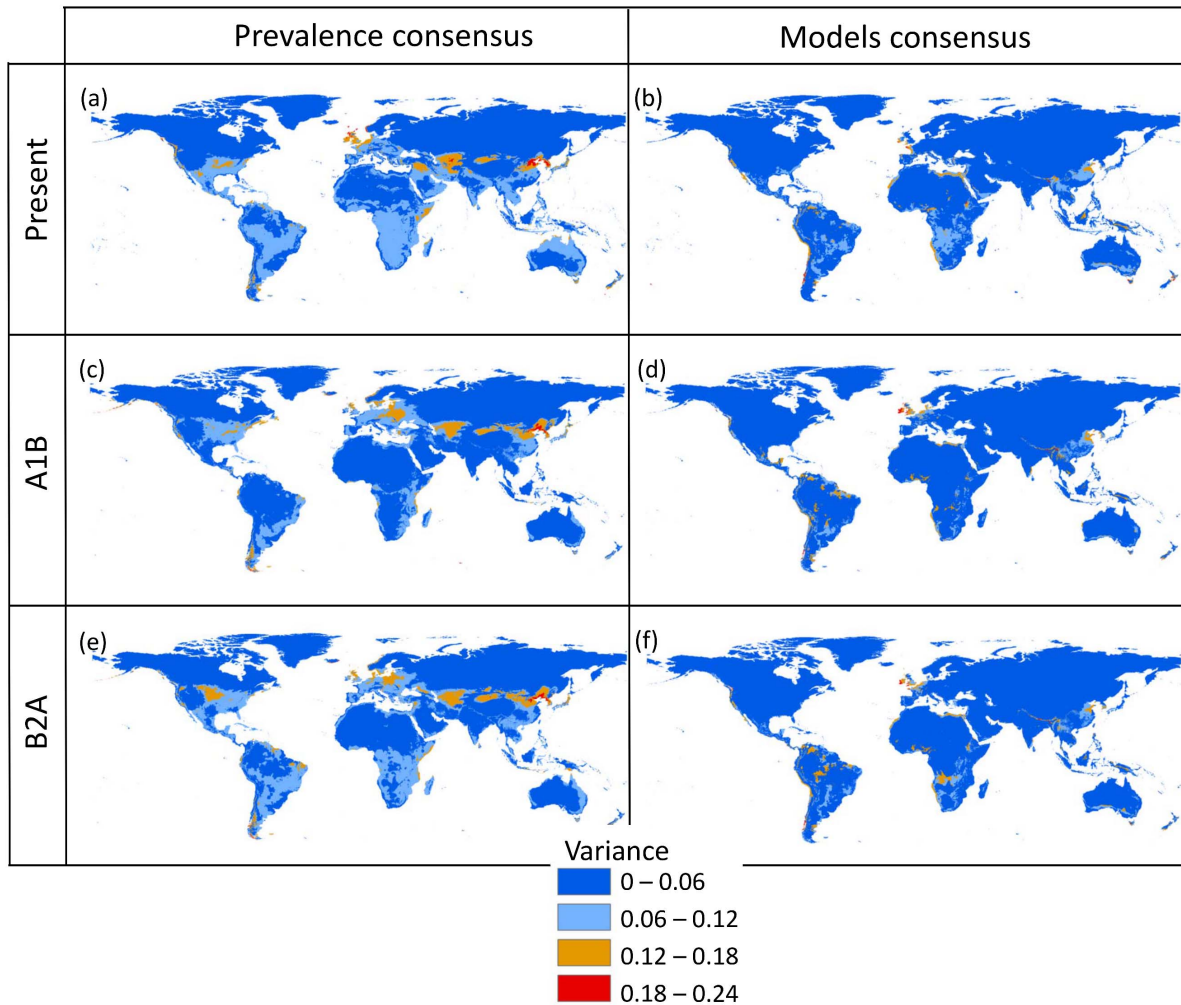 Prevalence consensus
Models consensus
Present
(a)
(b)
A1B
(c)
(d)
B2A
(e)
(f)
Variance
0 – 0.06
0.06 – 0.12
0.12 – 0.18
0.18 – 0.24